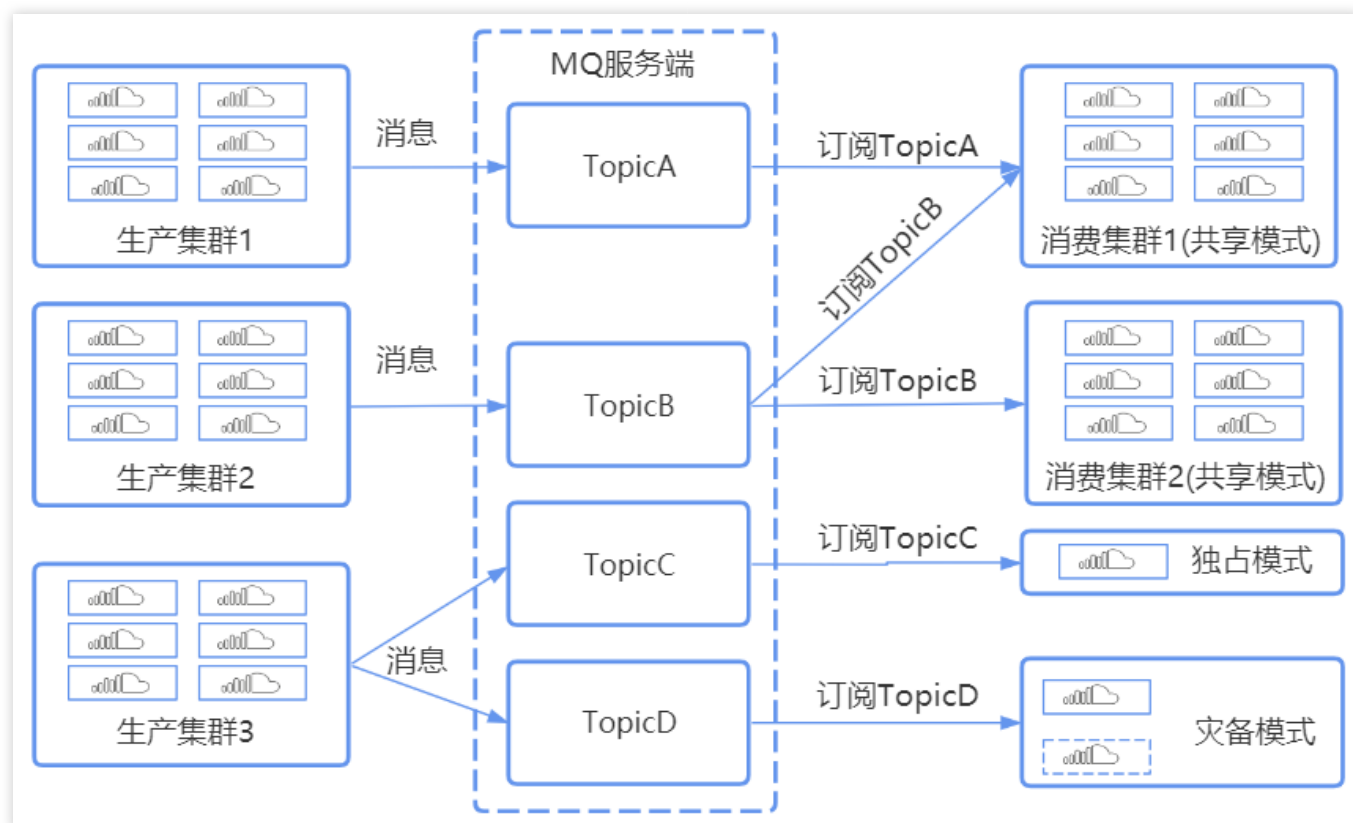 MQ服务端
生产集群1
消息
TopicA
订阅TopicA
消费集群1(共享模式)
订阅TopicB
生产集群2
消息
TopicB
订阅TopicB
消费集群2(共享模式)
TopicC
订阅TopicC
独占模式
生产集群3
消息
TopicD
订阅TopicD
灾备模式